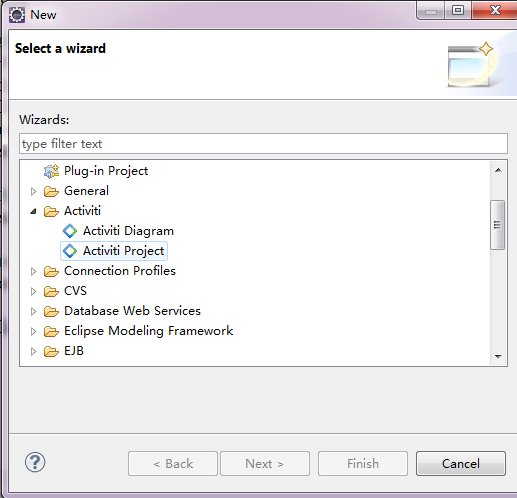 New
Select a wizard
Wizards:
type filter text
Plug-in Project
General
Activiti
Activiti Diagram
Activiti Project
Connection Profiles
CVS
Database Web Services
Eclipse Modeling Framework
EJB
?
< Back
Next >
Finish
Cancel